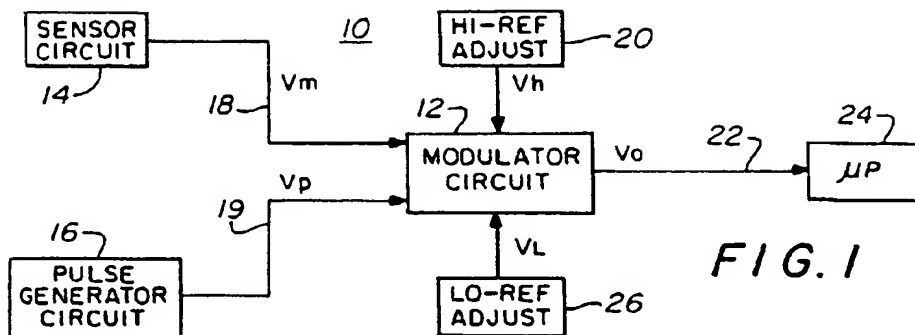 SENSOR
CIRCUIT
14
10
HI-REF
ADJUST
20
Vm
18
Vh
12
MODULATOR
CIRCUIT
Vo
22
24
μP
Vp
19
16
PULSE
GENERATOR
CIRCUIT
VL
LO-REF
ADJUST
26
FIG. 1